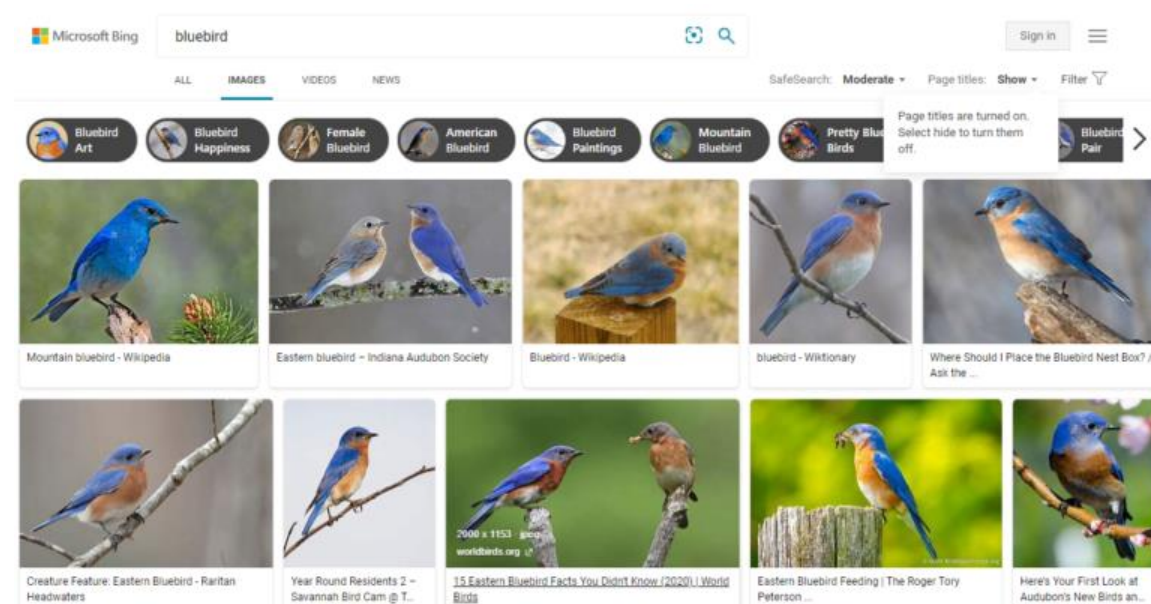 Microsoft Bing
bluebird
Sign in
ALL IMAGES VIDEOS NEWS
SafeSearch: Moderate Page titles: Show Filter
Page titles are turned on.
Select hide to turn them
off.
Bluebird
Art
Bluebird
Happiness
Female
Bluebird
American
Bluebird
Bluebird
Paintings
Mountain
Bluebird
Pretty Blue
Birds
Bluebird
Pair
Mountain bluebird - Wikipedia
Eastern bluebird – Indiana Audubon Society
Bluebird - Wikipedia
bluebird - Wiktionary
Where Should I Place the Bluebird Nest Box? /
Ask the ...
2000 x 1153 · jpeg
worldbirds.org
Creature Feature: Eastern Bluebird - Raritan
Headwaters
Year Round Residents 2 –
Savannah Bird Cam @ T...
15 Eastern Bluebird Facts You Didn't Know (2020) | World
Birds
Eastern Bluebird Feeding | The Roger Tory
Peterson ...
Here's Your First Look at
Audubon's New Birds an...